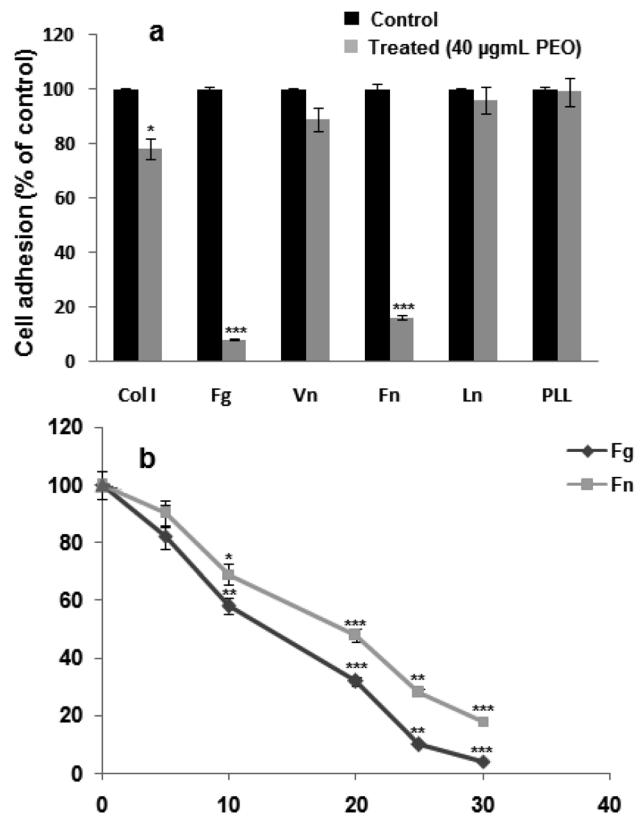 a
Control
Treated (40 µgmL PEO)
Cell adhesion (% of control)
120
100
80
60
40
20
0
*
***
***
Col I Fg Vn Fn Ln PLL
b
Fg
Fn
120
100
80
60
40
20
0
*
**
***
***
**
**
***
***
0 10 20 30 40